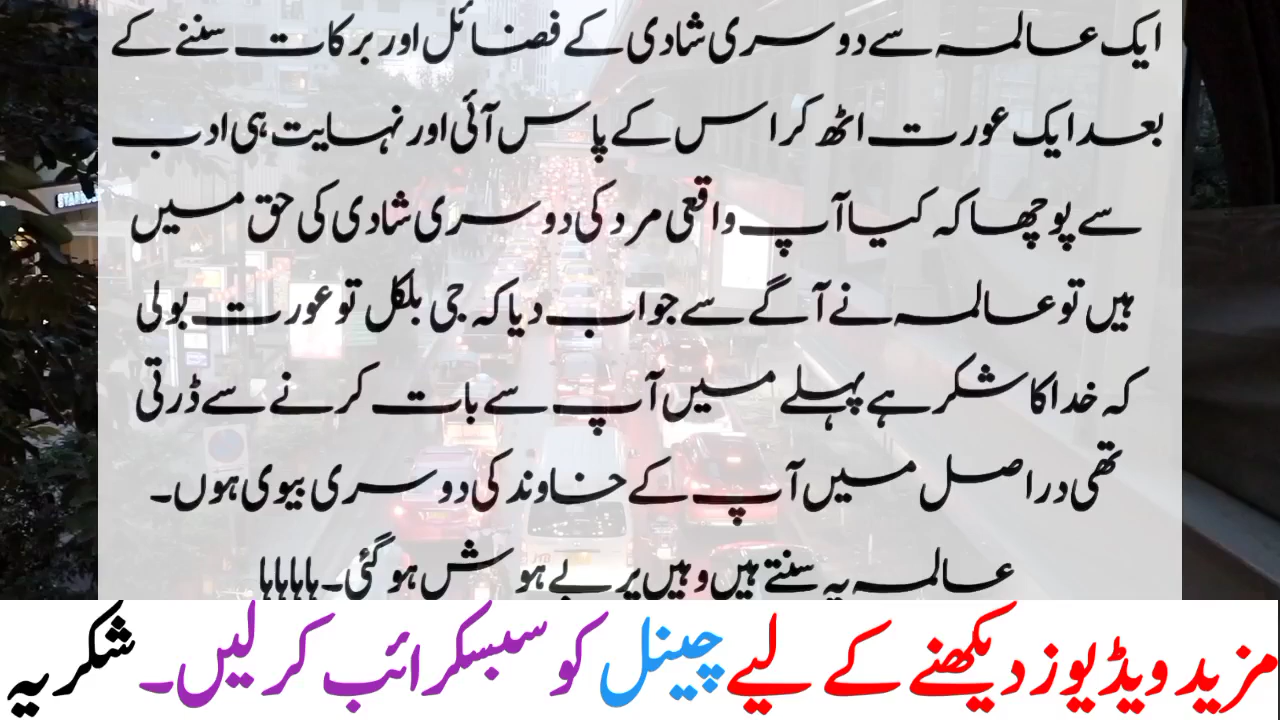 ایک عالمہ سے دوسری شادی کے فضائل اور برکات سننے کے
بعد ایک عورت اٹھ کر اس کے پاس آئی اور نہایت ہی ادب
سے پوچھا کہ کیا آپ واقعی مرد کی دوسری شادی کی حق میں
ہیں تو عالمہ نے آگے سے جواب دیا کہ جی بلکل تو عورت بولی
کہ خدا کا شکر ہے پہلے میں آپ سے بات کرنے سے ڈرتی
تھی دراصل میں آپ کے خاوند کی دوسری بیوی ہوں۔
عالمہ یہ سنتے ہیں وہیں پر بے ہوش ہو گئی۔ ہاہاہاہا
مزید ویڈیوز دیکھنے کے لیے چینل کو سبسکرائب کر لیں۔ شکریہ